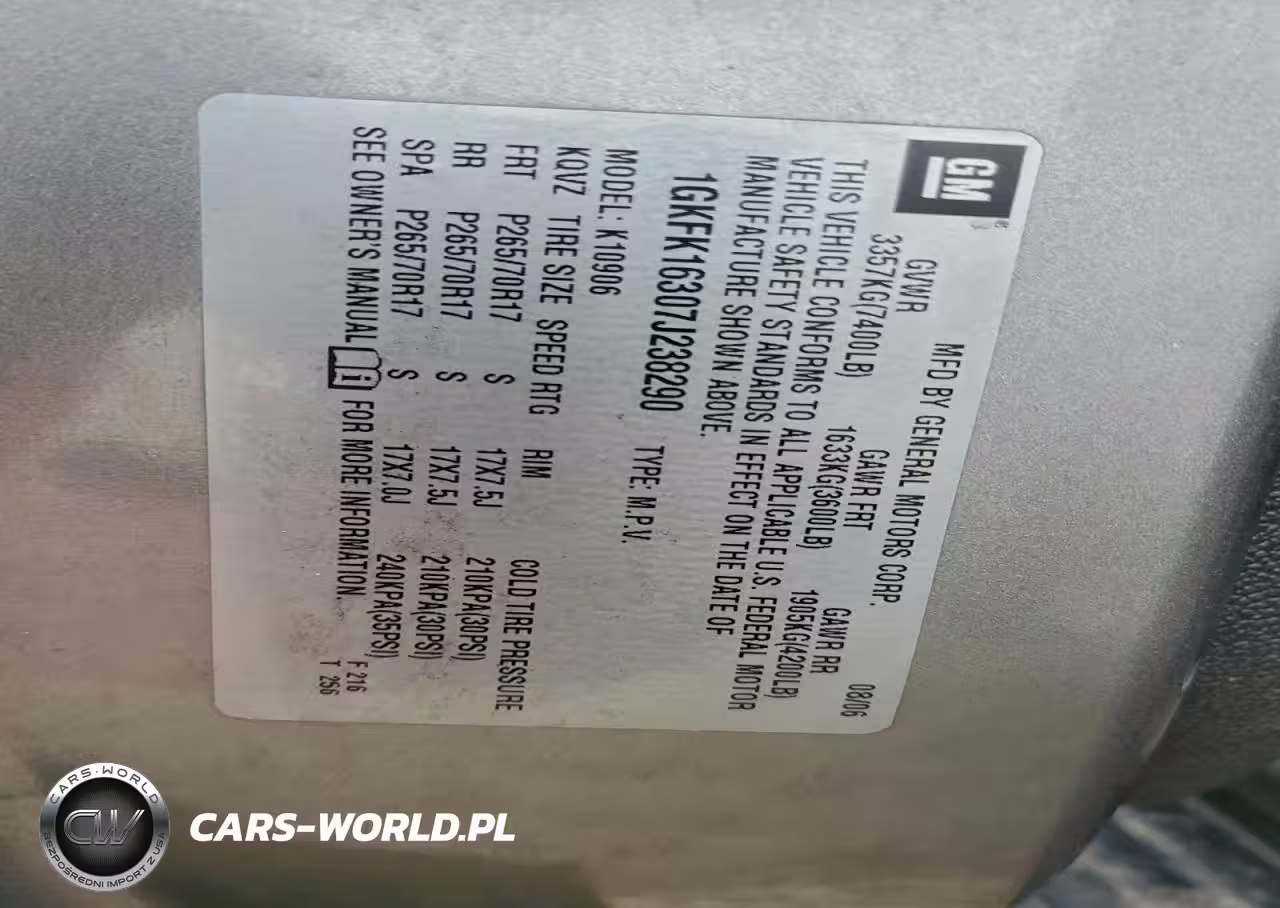 GM
MFD BY GENERAL MOTORS CORP. 08/06
GVWR GAWR FRT GAWR RR
3357KG(7400LB) 1633KG(3600LB) 1905KG(4200LB)
THIS VEHICLE CONFORMS TO ALL APPLICABLE U.S. FEDERAL MOTOR
VEHICLE SAFETY STANDARDS IN EFFECT ON THE DATE OF
MANUFACTURE SHOWN ABOVE.
1GKFK16307J238290 TYPE: M.P.V.
MODEL: K10906
KQVZ TIRE SIZE SPEED RTG RIM COLD TIRE PRESSURE
FRT P265/70R17 S 17X7.5J 210KPA(30PSI)
RR P265/70R17 S 17X7.5J 210KPA(30PSI)
SPA P265/70R17 S 17X7.0J 240KPA(35PSI)
SEE OWNER'S MANUAL FOR MORE INFORMATION. F 216
T 256
CARS-WORLD
CW
BEZPOŚREDNI IMPORT Z USA
CARS-WORLD.PL